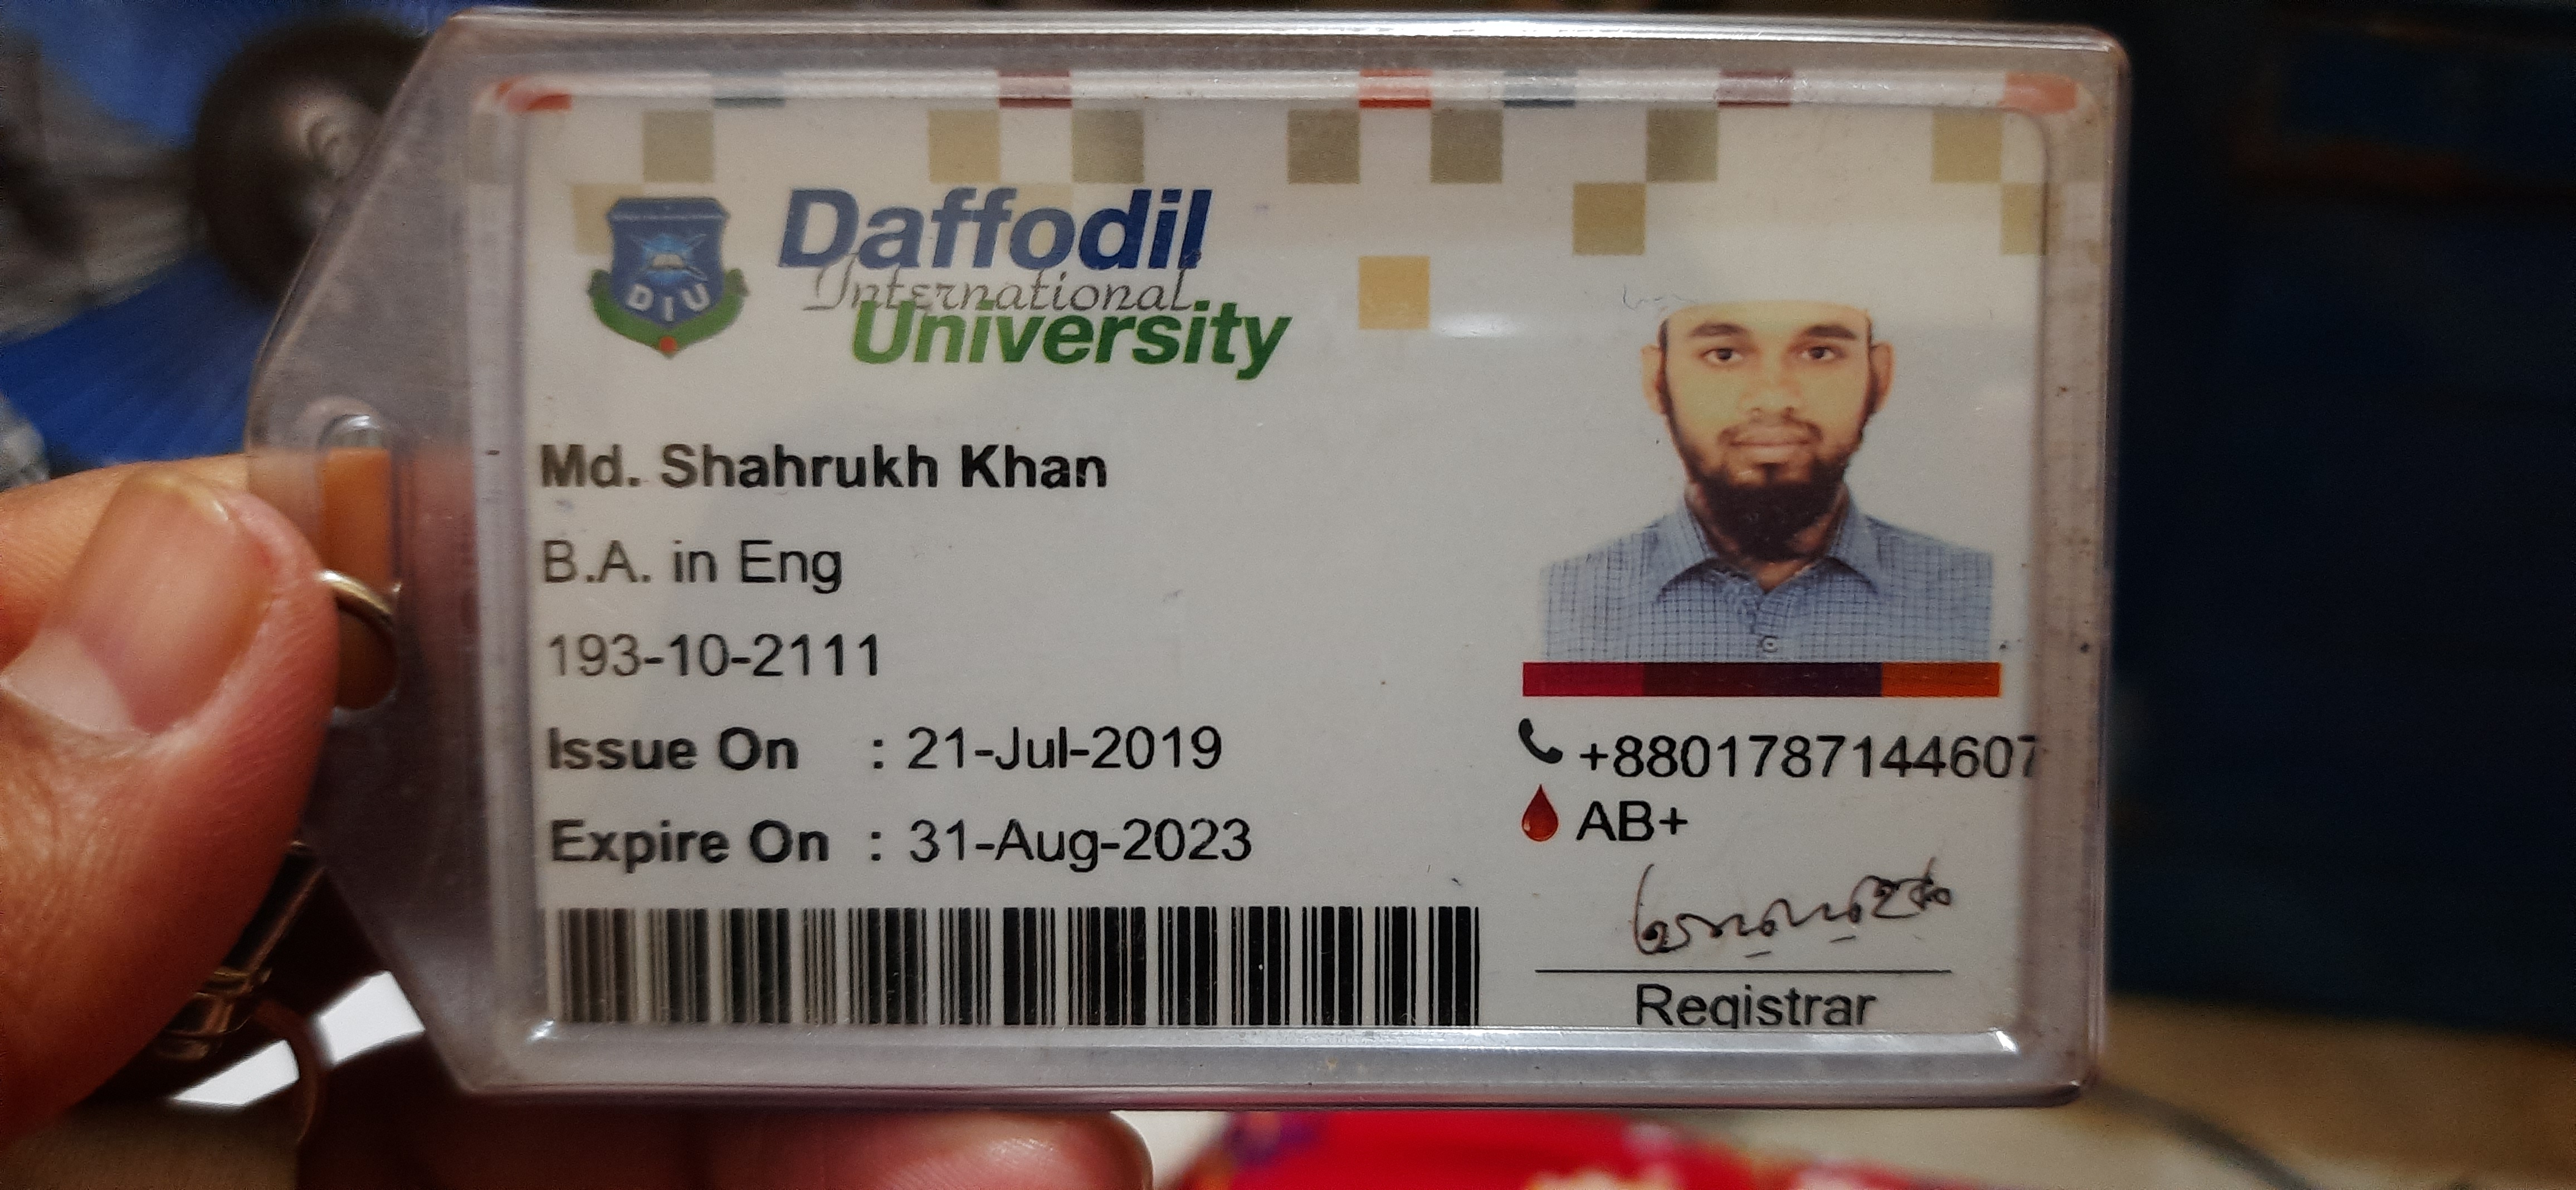 Daffodil
International
University
DIU
Md. Shahrukh Khan
B.A. in Eng
193-10-2111
Issue On : 21-Jul-2019
Expire On : 31-Aug-2023
+8801787144607
AB+
Registrar